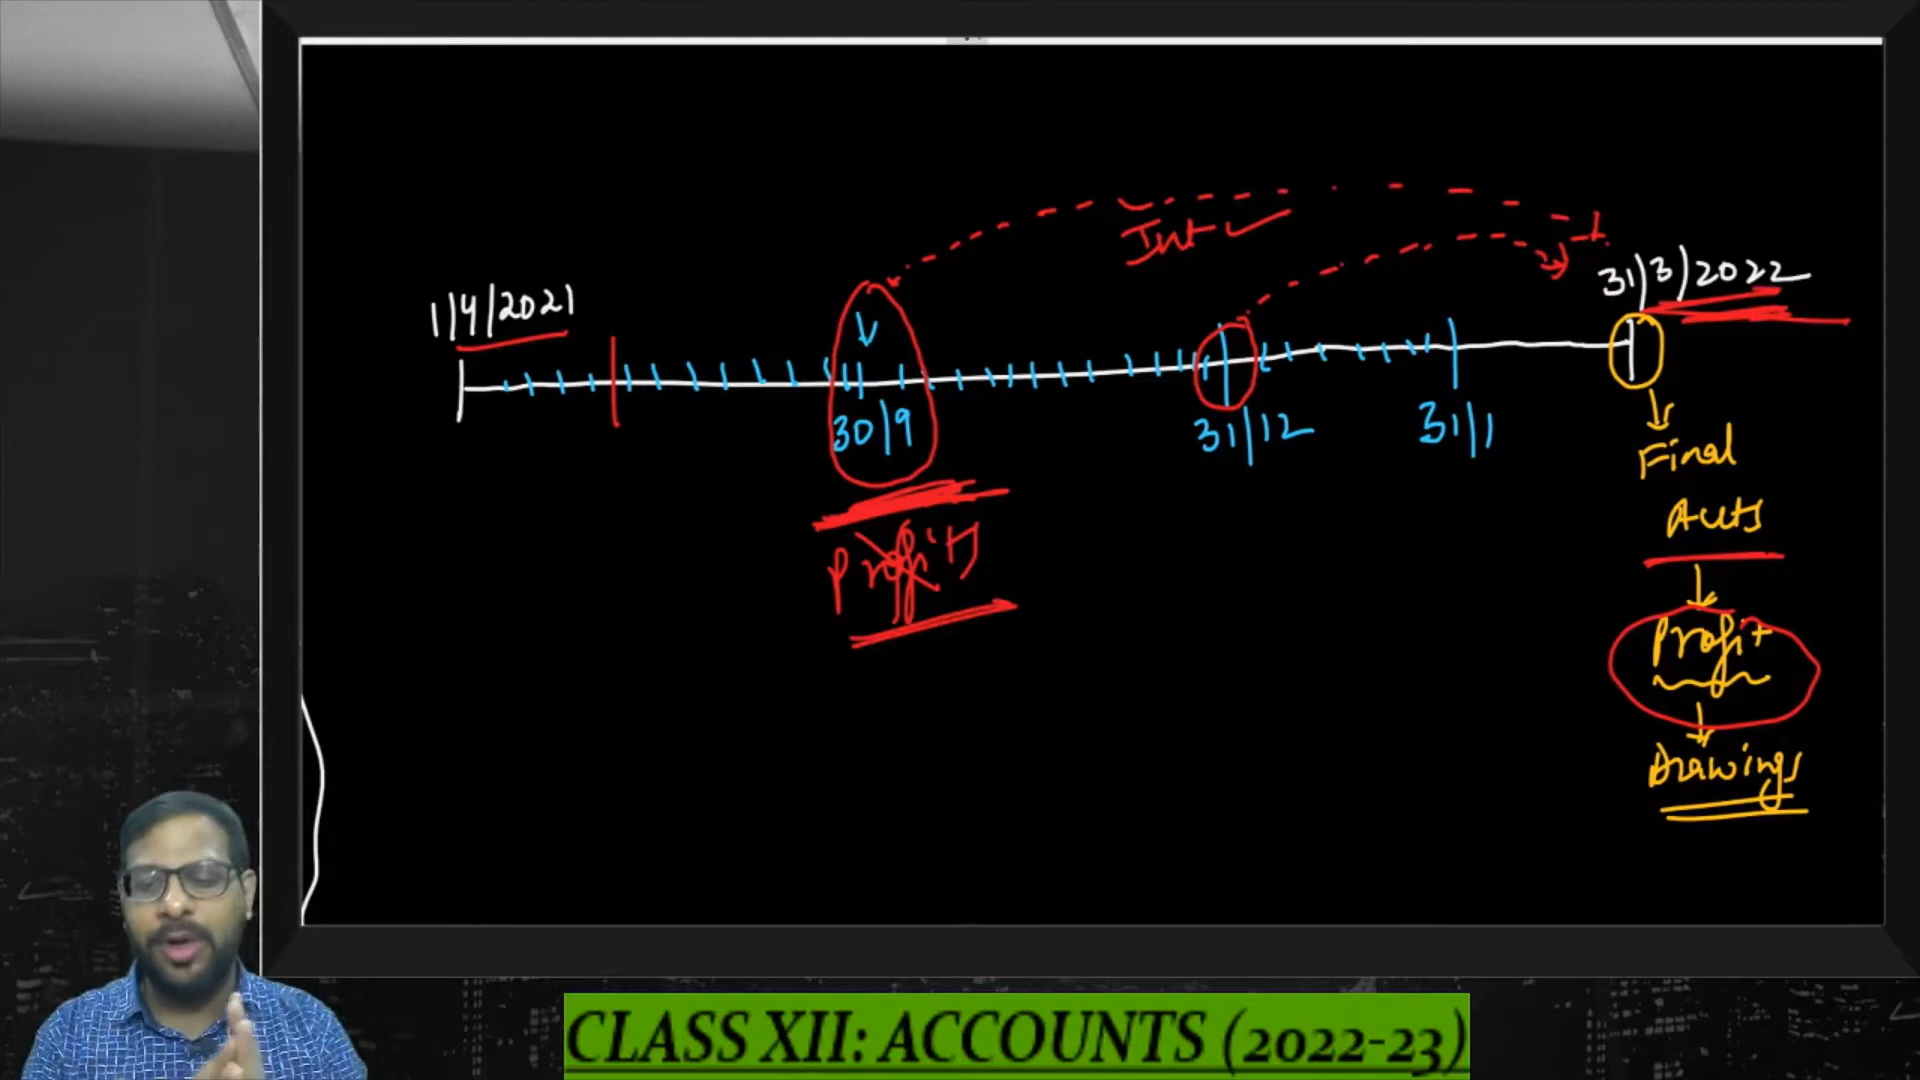 Int
1/4/2021
31/3/2022
30/9
31/12
31/1
Final
Profits
Profit
Drawings
CLASS XII: ACCOUNTS (2022-23)